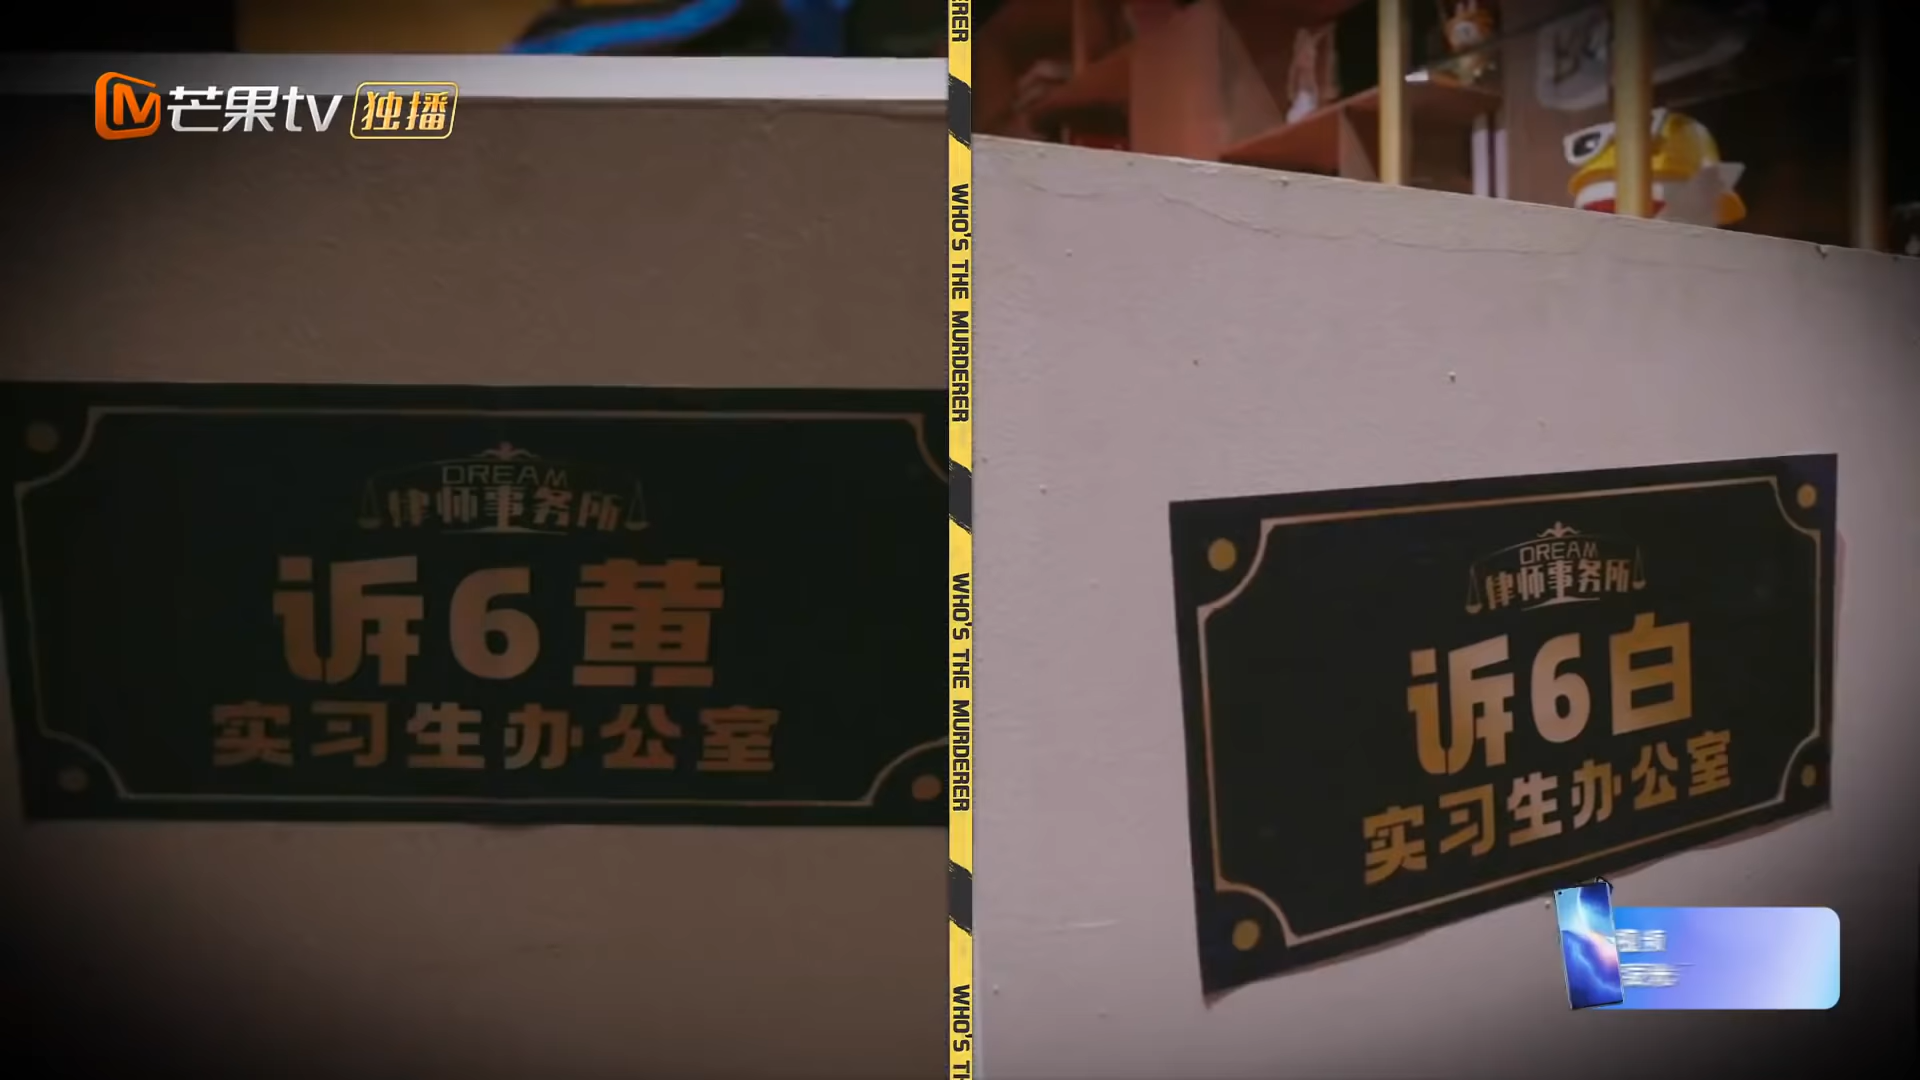 芒果tv 独播
DREAM
律师事务所
诉6黄
实习生办公室
WHO'S THE MURDERER
WHO'S THE MURDERER
DREAM
律师事务所
诉6白
实习生办公室